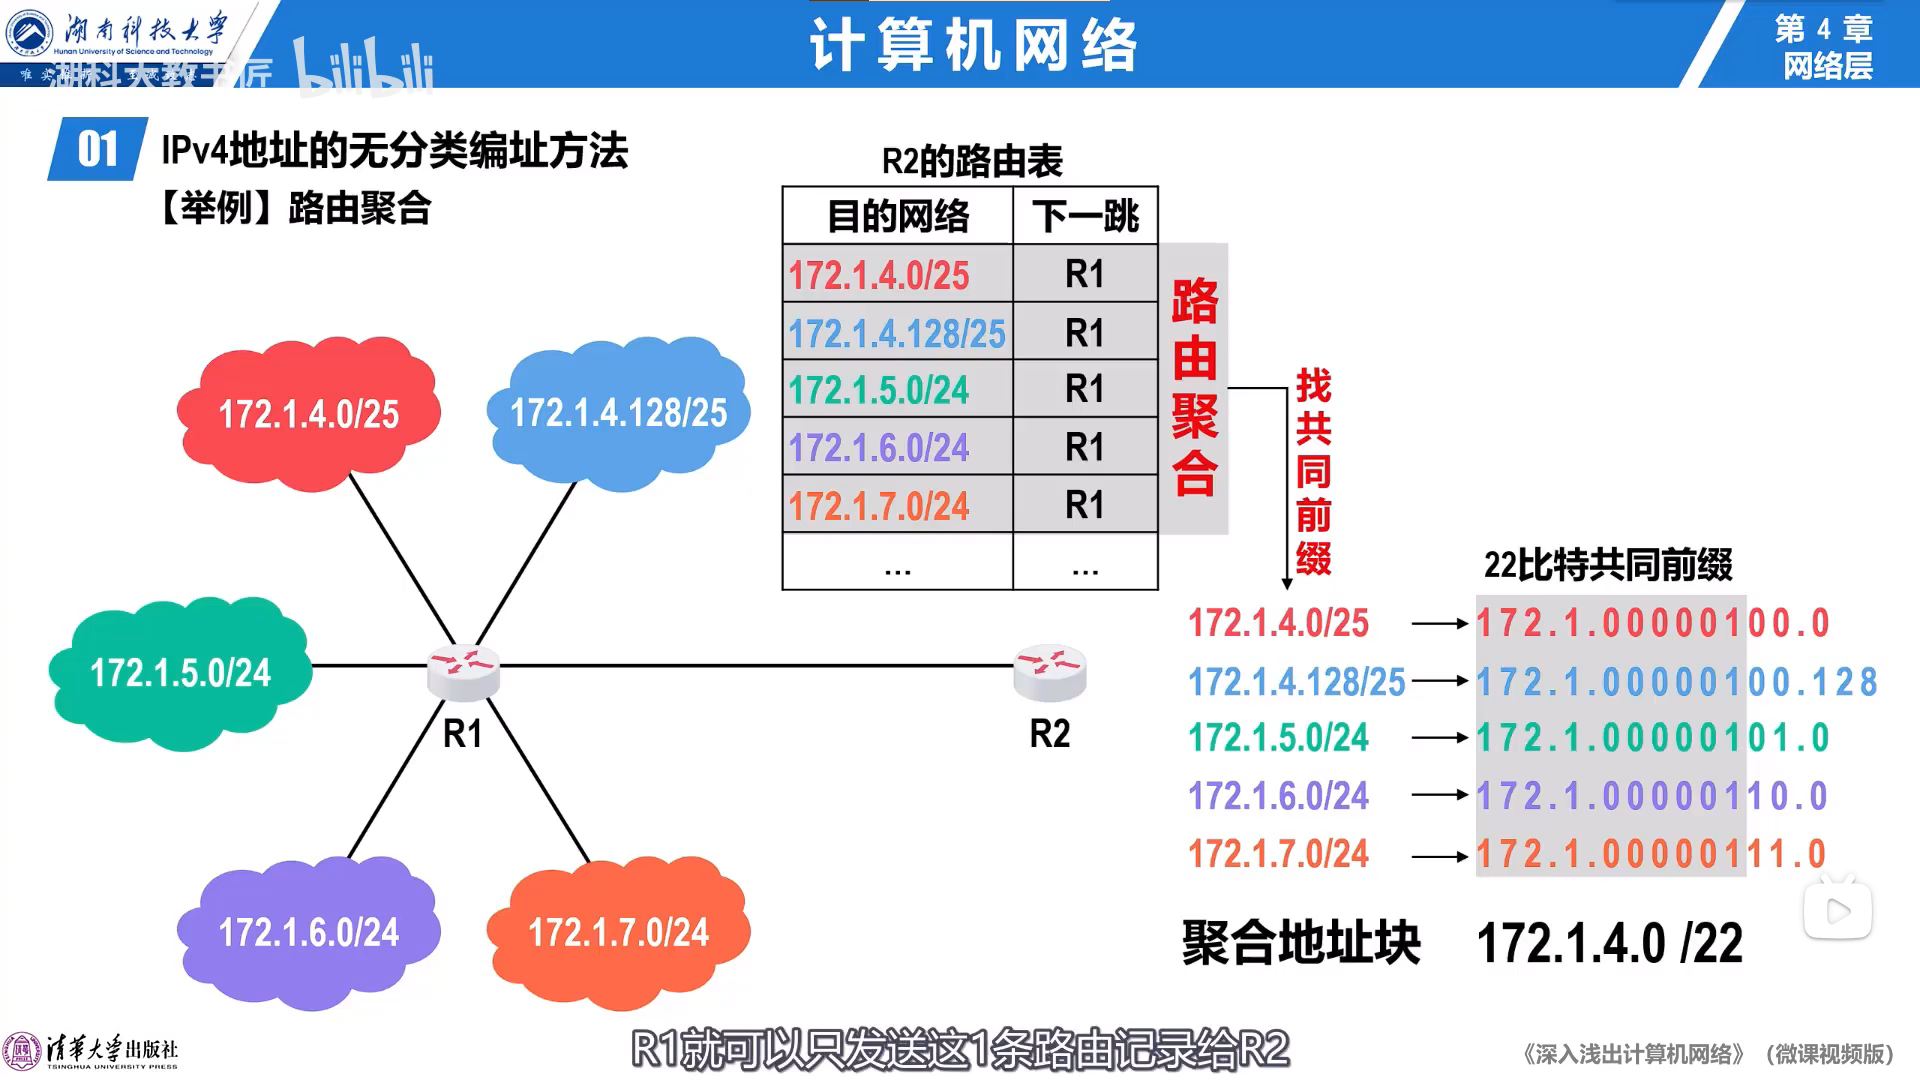 湖南科技大学
Hunan University of Science and Technology
湖科大教书匠
bilibili
计算机网络
第 4 章
网络层
01
IPv4地址的无分类编址方法
【举例】路由聚合
R2的路由表
目的网络 下一跳
172.1.4.0/25 R1
172.1.4.128/25 R1
172.1.5.0/24 R1
172.1.6.0/24 R1
172.1.7.0/24 R1
... ...
路由聚合
找共同前缀
172.1.4.0/25
172.1.4.128/25
172.1.5.0/24
R1
R2
172.1.6.0/24
172.1.7.0/24
22比特共同前缀
172.1.4.0/25 172.1.00000100.0
172.1.4.128/25 172.1.00000100.128
172.1.5.0/24 172.1.00000101.0
172.1.6.0/24 172.1.00000110.0
172.1.7.0/24 172.1.00000111.0
聚合地址块 172.1.4.0 /22
R1就可以只发送这1条路由记录给R2
清华大学出版社
TSINGHUA UNIVERSITY PRESS
《深入浅出计算机网络》（微课视频版）